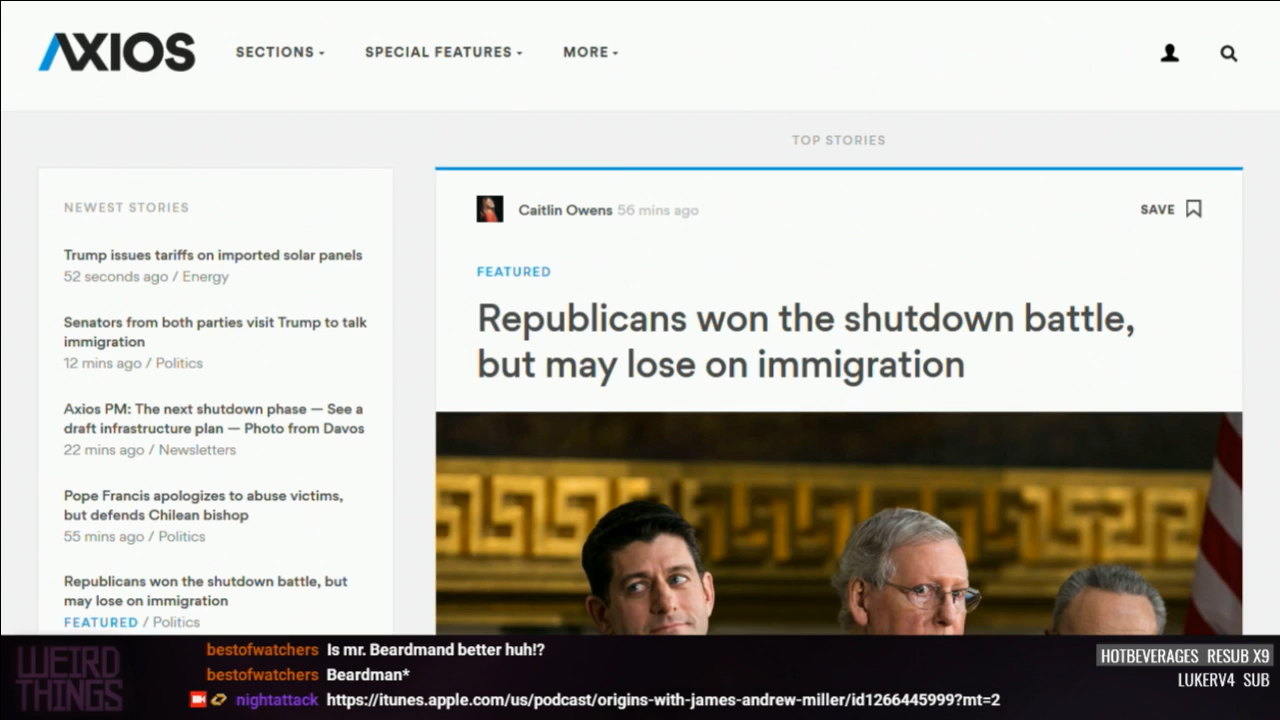 AXIOS
SECTIONS
SPECIAL FEATURES
MORE
TOP STORIES
NEWEST STORIES
Trump issues tariffs on imported solar panels
52 seconds ago / Energy
Senators from both parties visit Trump to talk
immigration
12 mins ago / Politics
Axios PM: The next shutdown phase — See a
draft infrastructure plan — Photo from Davos
22 mins ago / Newsletters
Pope Francis apologizes to abuse victims,
but defends Chilean bishop
55 mins ago / Politics
Republicans won the shutdown battle, but
may lose on immigration
FEATURED / Politics
Caitlin Owens 56 mins ago
SAVE
FEATURED
Republicans won the shutdown battle,
but may lose on immigration
WEIRD
THINGS
bestofwatchers Is mr. Beardmand better huh!?
bestofwatchers Beardman*
nightattack https://itunes.apple.com/us/podcast/origins-with-james-andrew-miller/id1266445999?mt=2
HOTBEVERAGES RESUB X9
LUKERV4 SUB